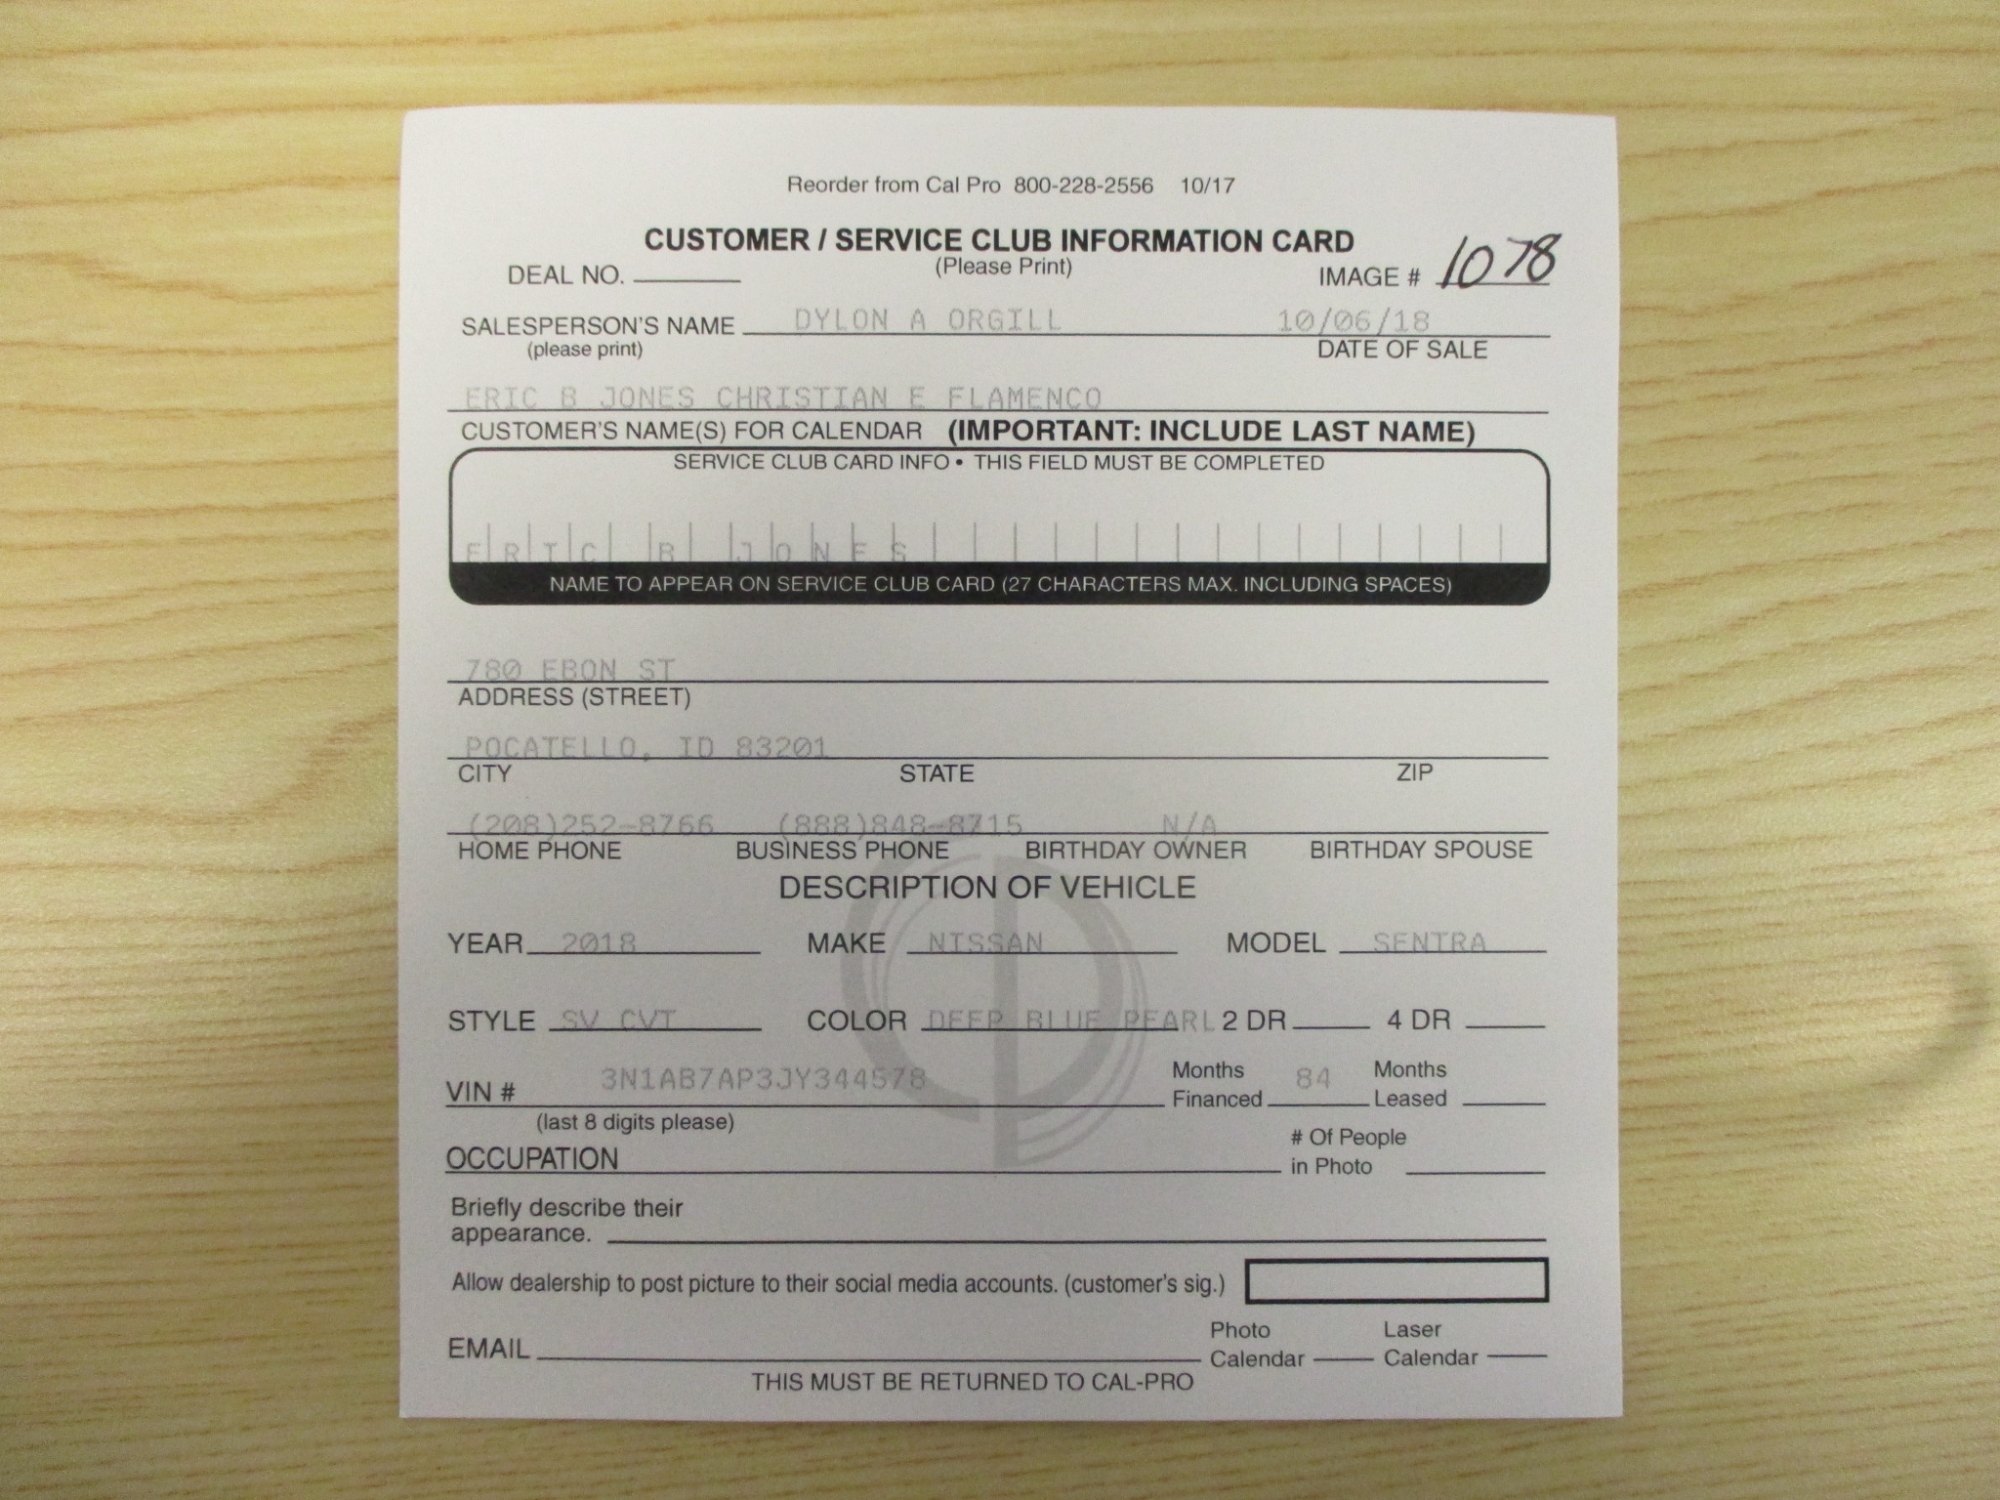 Reorder from Cal Pro 800-228-2556 10/17
CUSTOMER / SERVICE CLUB INFORMATION CARD
(Please Print)
DEAL NO. IMAGE # 1078
SALESPERSON'S NAME DYLON A ORGILL 10/06/18
(please print) DATE OF SALE
ERIC B JONES CHRISTIAN E FLAMENCO
CUSTOMER'S NAME(S) FOR CALENDAR (IMPORTANT: INCLUDE LAST NAME)
SERVICE CLUB CARD INFO • THIS FIELD MUST BE COMPLETED
ERIC B JONES
NAME TO APPEAR ON SERVICE CLUB CARD (27 CHARACTERS MAX. INCLUDING SPACES)
780 EBON ST
ADDRESS (STREET)
POCATELLO, ID 83201
CITY STATE ZIP
(208)252-8766 (888)848-8715 N/A
HOME PHONE BUSINESS PHONE BIRTHDAY OWNER BIRTHDAY SPOUSE
DESCRIPTION OF VEHICLE
YEAR 2018 MAKE NISSAN MODEL SENTRA
STYLE SV CVT COLOR DEEP BLUE PEARL 2 DR 4 DR
VIN # 3N1AB7AP3JY344578 Months Financed 84 Months Leased
(last 8 digits please)
OCCUPATION # Of People in Photo
Briefly describe their
appearance.
Allow dealership to post picture to their social media accounts. (customer's sig.)
EMAIL Photo Calendar Laser Calendar
THIS MUST BE RETURNED TO CAL-PRO